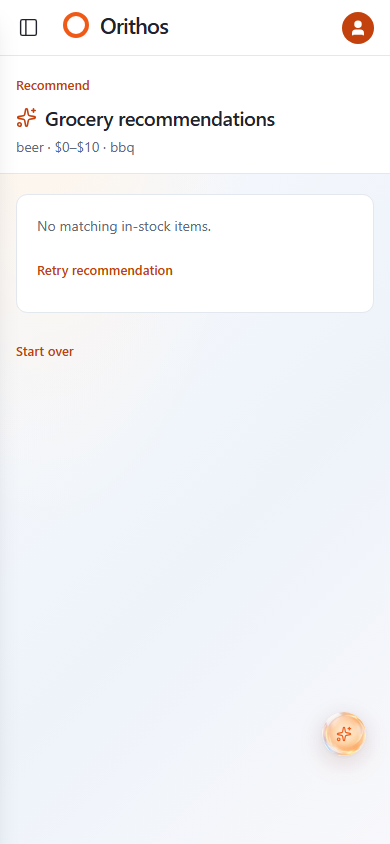 Orithos
Recommend
Grocery recommendations
beer · $0–$10 · bbq
No matching in-stock items.
Retry recommendation
Start over